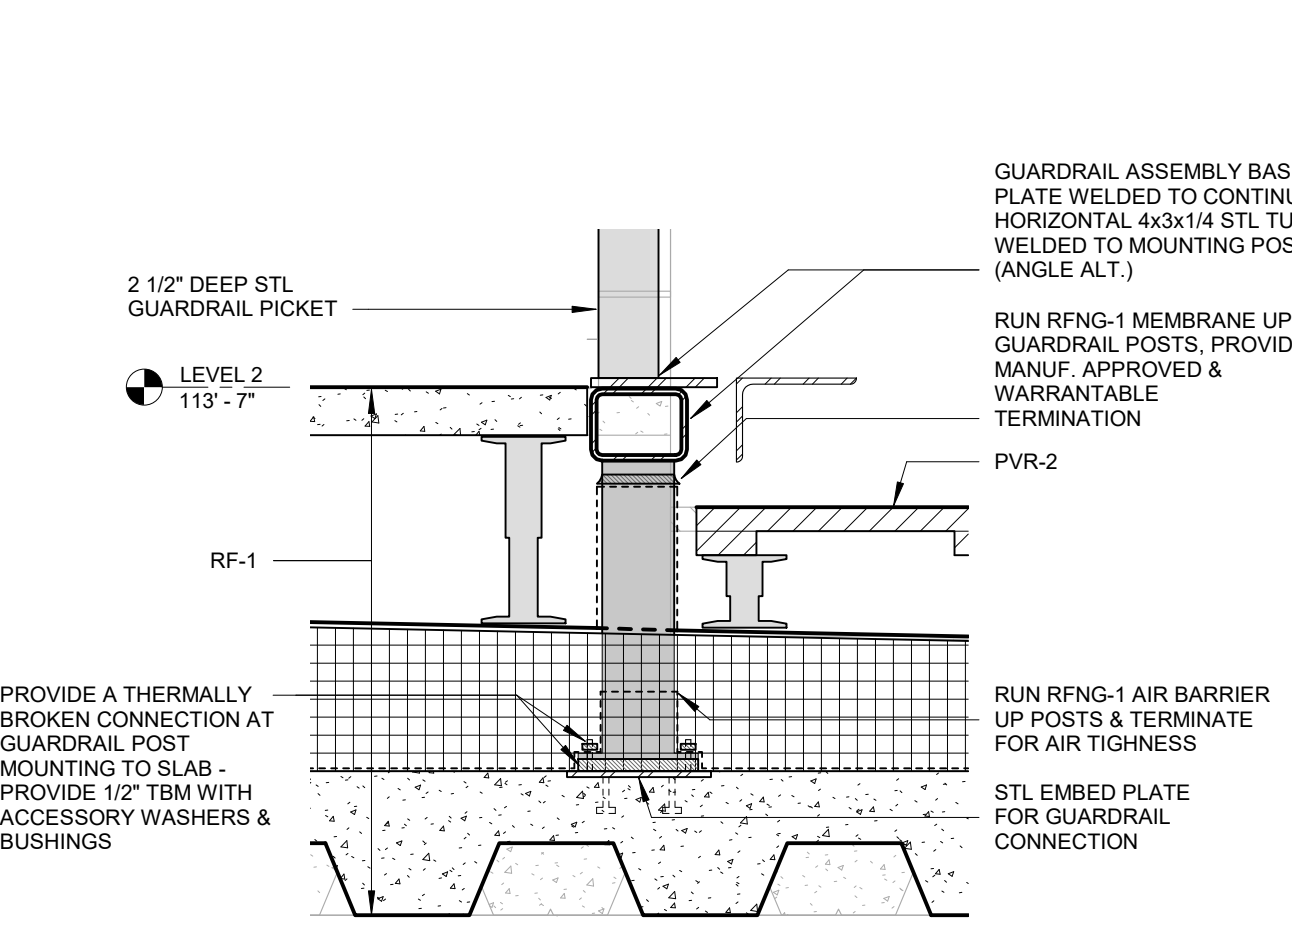 GUARDRAIL ASSEMBLY BAS
PLATE WELDED TO CONTINU
HORIZONTAL 4x3x1/4 STL TU
WELDED TO MOUNTING POS
(ANGLE ALT.)
2 1/2" DEEP STL
GUARDRAIL PICKET
RUN RFNG-1 MEMBRANE UP
GUARDRAIL POSTS, PROVID
MANUF. APPROVED &
WARRANTABLE
TERMINATION
LEVEL 2
113' - 7"
PVR-2
RF-1
PROVIDE A THERMALLY
BROKEN CONNECTION AT
GUARDRAIL POST
MOUNTING TO SLAB -
PROVIDE 1/2" TBM WITH
ACCESSORY WASHERS &
BUSHINGS
RUN RFNG-1 AIR BARRIER
UP POSTS & TERMINATE
FOR AIR TIGHNESS
STL EMBED PLATE
FOR GUARDRAIL
CONNECTION